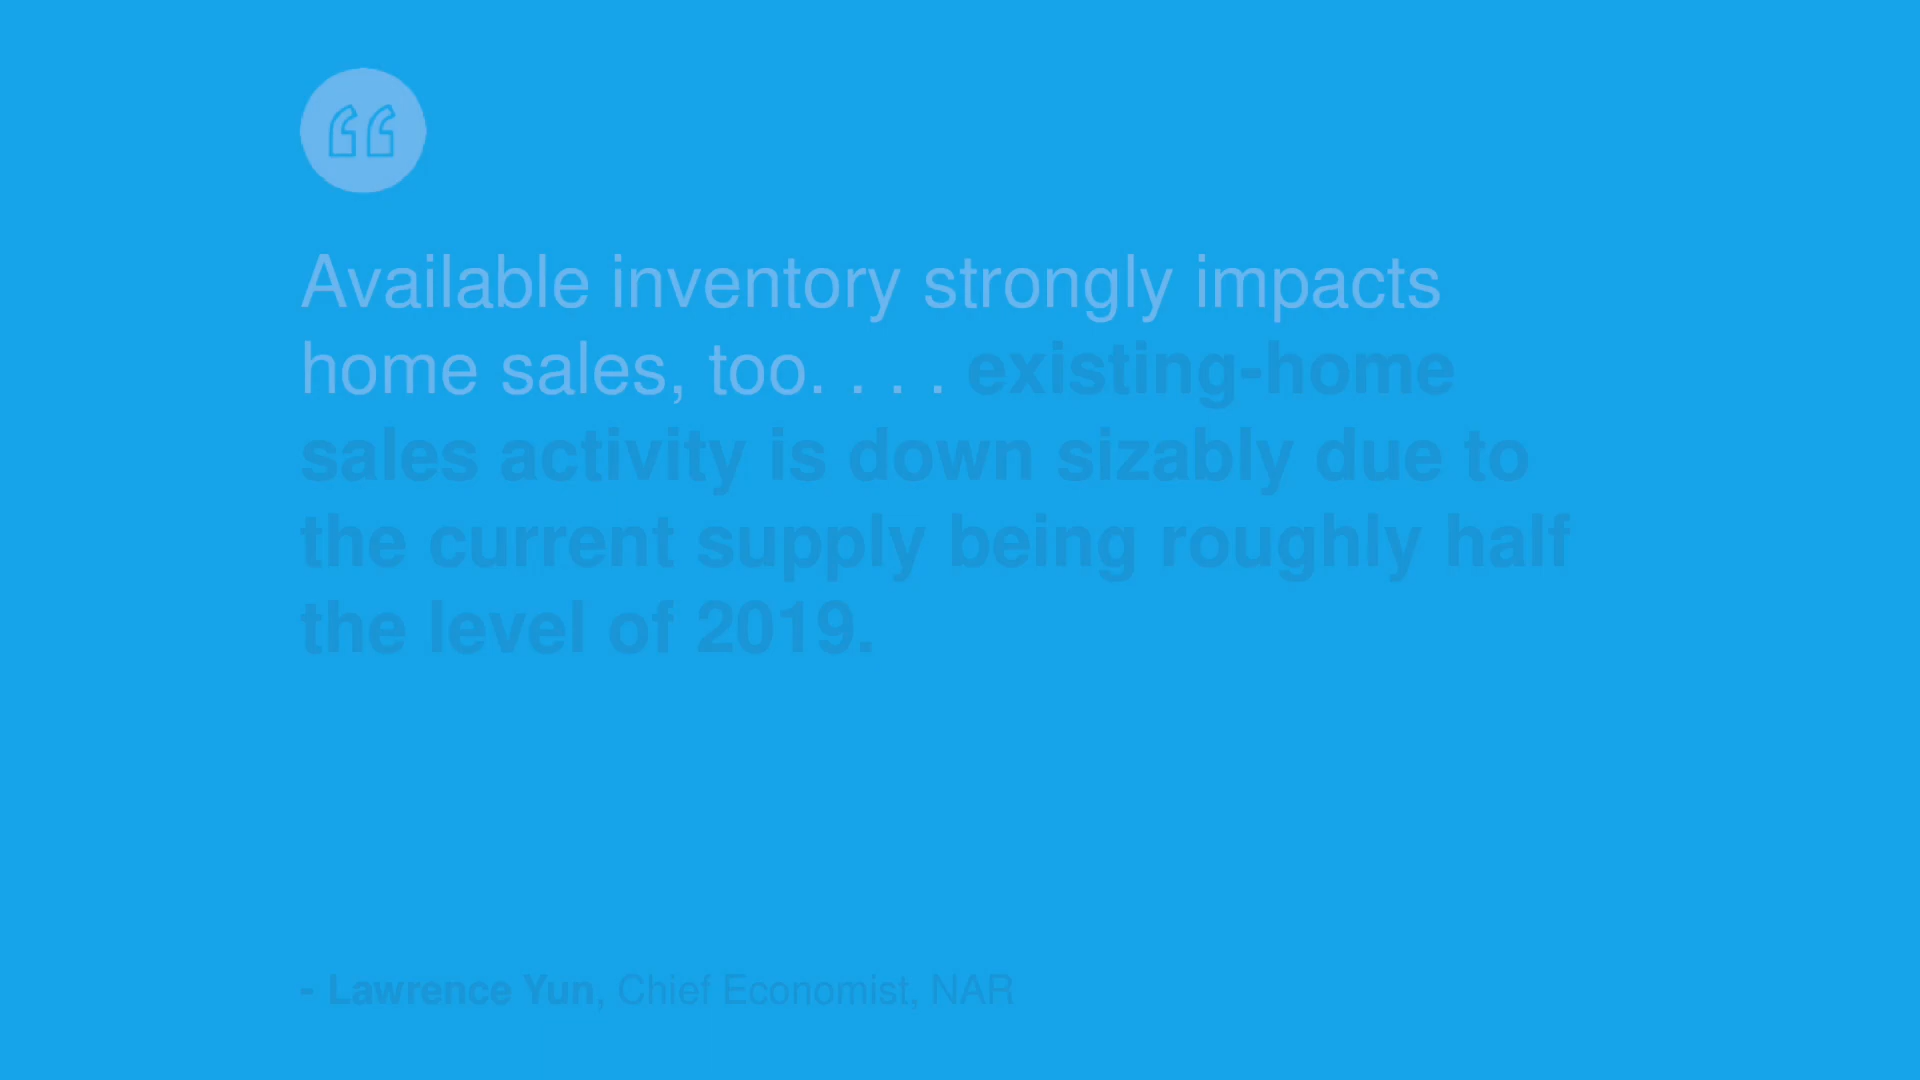 “
Available inventory strongly impacts
home sales, too. . . . existing-home
sales activity is down sizably due to
the current supply being roughly half
the level of 2019.
- Lawrence Yun, Chief Economist, NAR